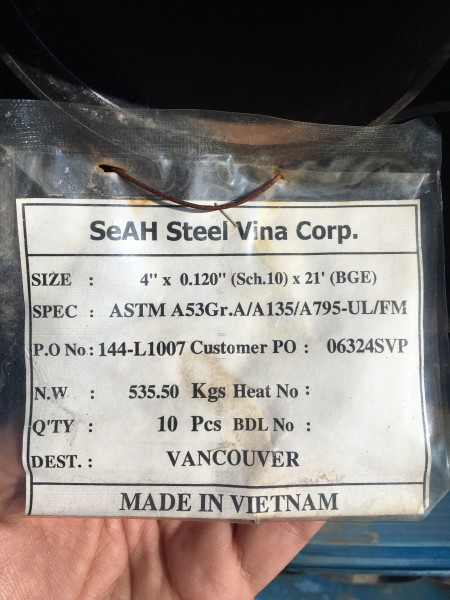 SeAH Steel Vina Corp.
SIZE : 4" x 0.120" (Sch.10) x 21' (BGE)
SPEC : ASTM A53Gr.A/A135/A795-UL/FM
P.O No: 144-L1007 Customer PO : 06324SVP
N.W : 535.50 Kgs Heat No :
Q'TY : 10 Pcs BDL No :
DEST. : VANCOUVER
MADE IN VIETNAM